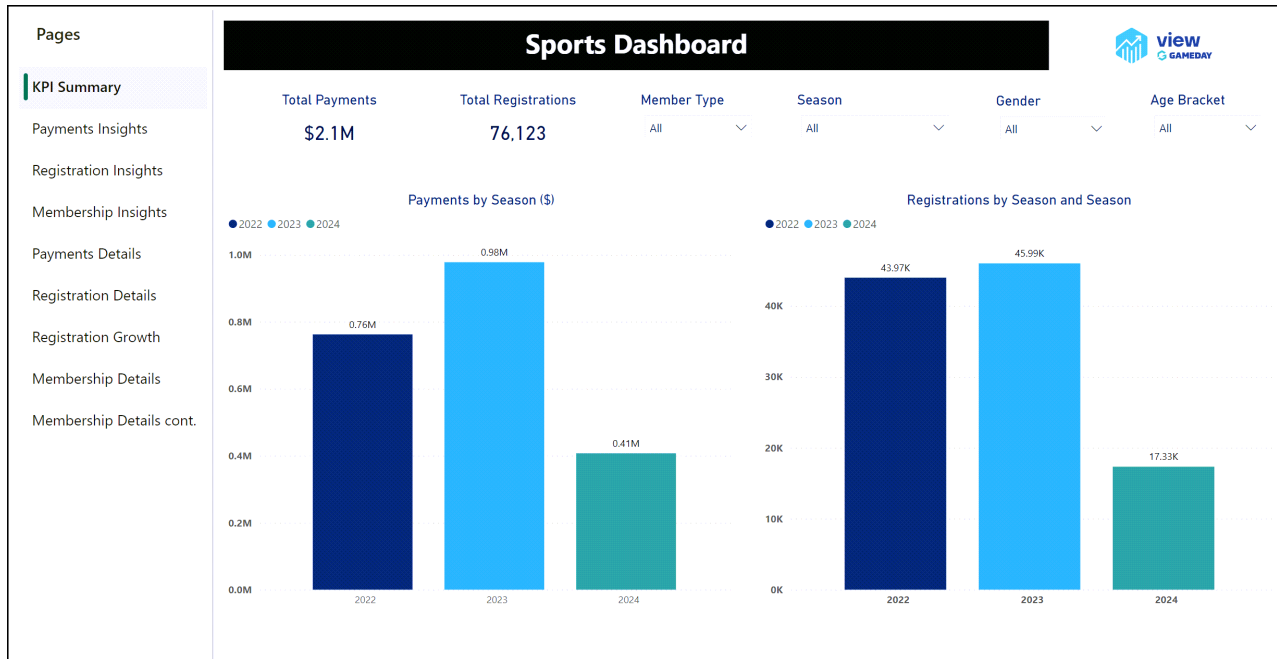 Pages
KPI Summary
Payments Insights
Registration Insights
Membership Insights
Payments Details
Registration Details
Registration Growth
Membership Details
Membership Details cont.
Sports Dashboard
view
GAMEDAY
Total Payments
$2.1M
Total Registrations
76,123
Member Type
All
Season
All
Gender
All
Age Bracket
All
Payments by Season ($)
2022 2023 2024
1.0M
0.8M
0.6M
0.4M
0.2M
0.0M
0.76M
0.98M
0.41M
2022 2023 2024
Registrations by Season and Season
2022 2023 2024
40K
30K
20K
10K
0K
43.97K
45.99K
17.33K
2022 2023 2024